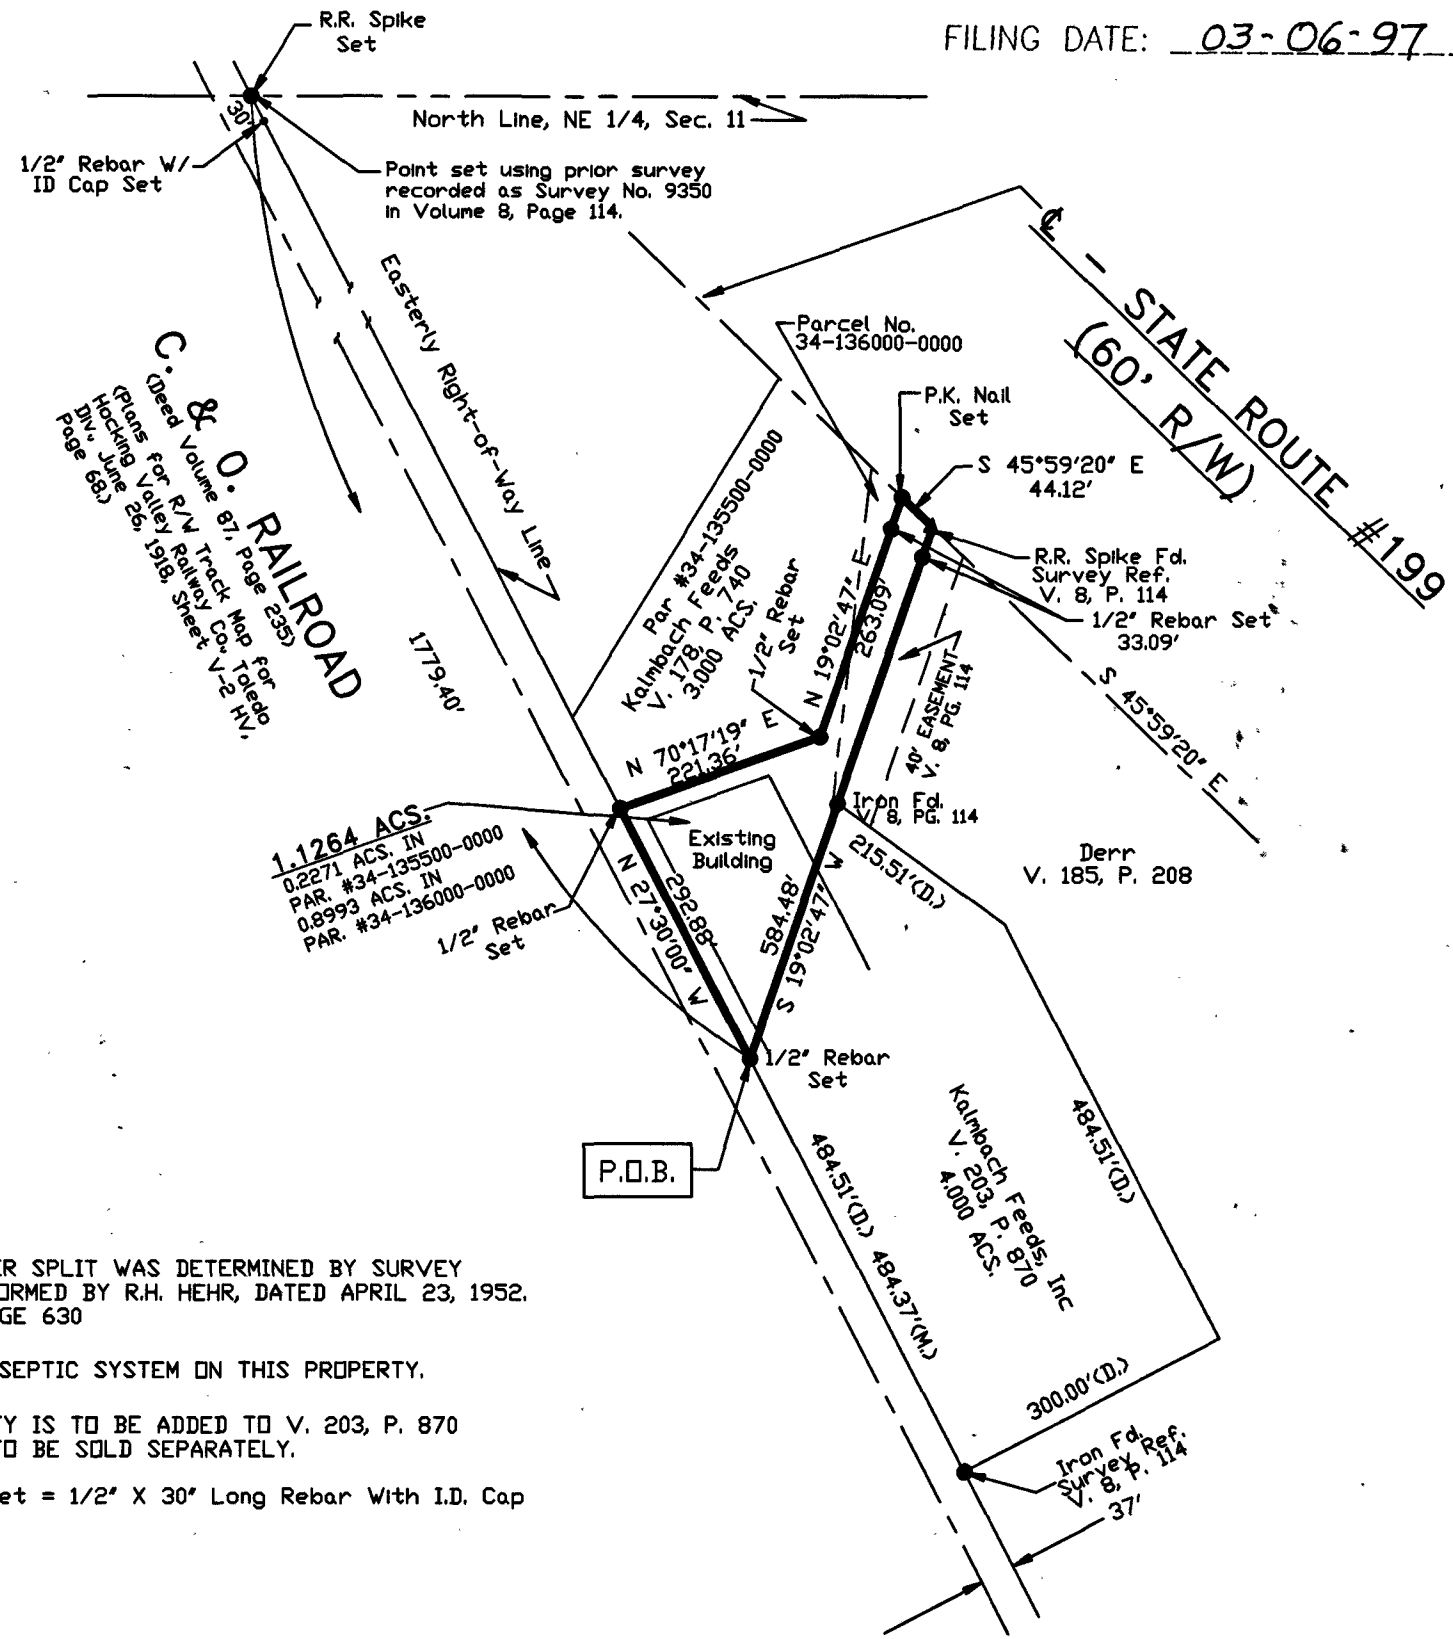 FILING DATE: 03-06-97
R.R. Spike
Set
30'
North Line, NE 1/4, Sec. 11
1/2" Rebar W/
ID Cap Set
Point set using prior survey
recorded as Survey No. 9350
in Volume 8, Page 114.
Easterly Right-of-Way Line
℄ - STATE ROUTE #199
(60' R/W)
Parcel No.
34-136000-0000
P.K. Nail
Set
S 45°59'20" E
44.12'
C. & O. RAILROAD
(Deed Volume 87, Page 235)
(Plans for R/W Track Map for
Hocking Valley Railway Co. Toledo
Div. June 26, 1918, Sheet V-2 HV,
Page 68.)
1779.40'
Par #34-135500-0000
Kalmbach Feeds
V. 178, P. 740
3.000 ACS.
1/2" Rebar
Set
N 19°02'47" E
263.09'
R.R. Spike Fd.
Survey Ref.
V. 8, P. 114
1/2" Rebar Set
33.09'
40' EASEMENT
V. 8, PG. 114
S 45°59'20" E
N 70°17'19" E
221.36'
Iron Fd.
V 8, PG. 114
1.1264 ACS.
0.2271 ACS. IN
PAR. #34-135500-0000
0.8993 ACS. IN
PAR. #34-136000-0000
Existing
Building
215.51'(D.)
Derr
V. 185, P. 208
1/2" Rebar
Set
292.88'
N 27°30'00" W
584.48'
S 19°02'47" W
1/2" Rebar
Set
P.O.B.
484.51'(D.) 484.37'(M.)
Kalmbach Feeds, Inc
V. 203, P. 870
4.000 ACS.
484.51'(D.)
300.00'(D.)
Iron Fd.
Survey Ref.
V. 8, P. 114
37'
ER SPLIT WAS DETERMINED BY SURVEY
ORMED BY R.H. HEHR, DATED APRIL 23, 1952.
GE 630
SEPTIC SYSTEM ON THIS PROPERTY.
TY IS TO BE ADDED TO V. 203, P. 870
TO BE SOLD SEPARATELY.
et = 1/2" X 30" Long Rebar With I.D. Cap